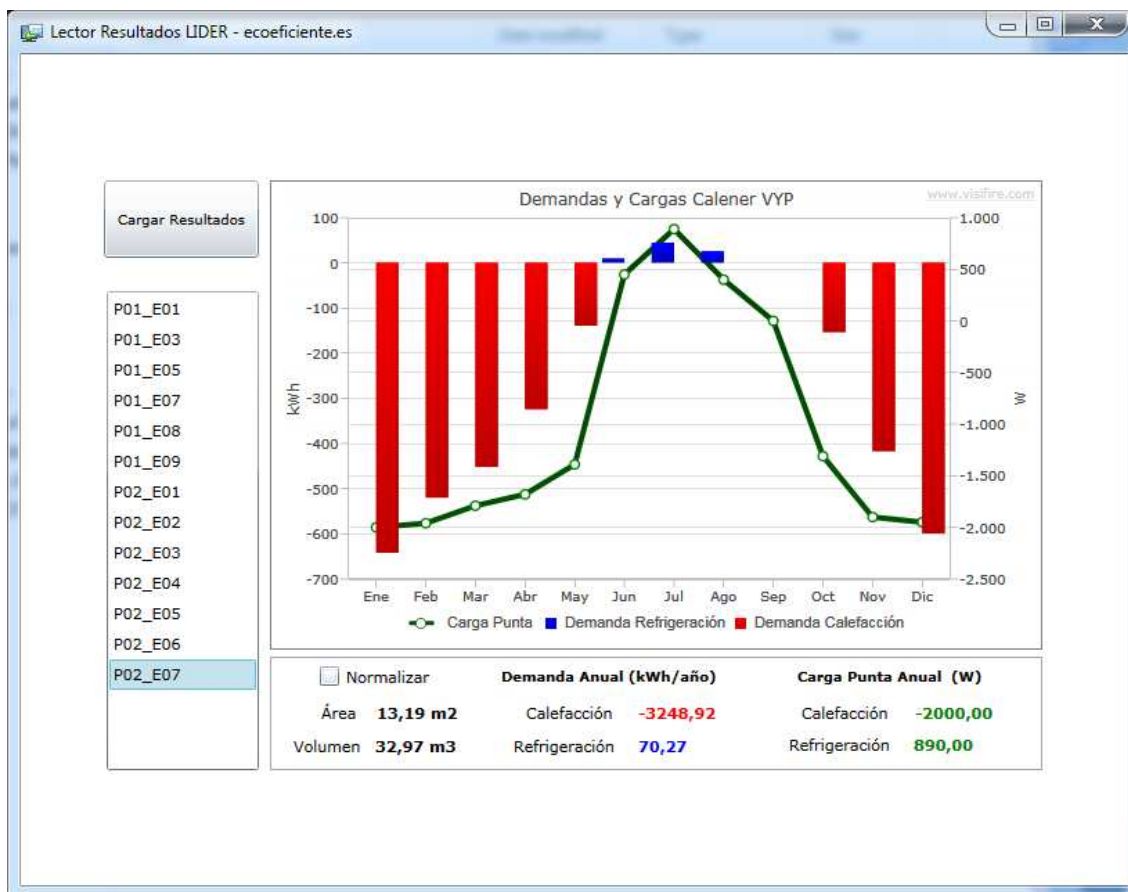 Lector Resultados LIDER - ecoeficiente.es
Date modified Type Size
Cargar Resultados
P01_E01
P01_E03
P01_E05
P01_E07
P01_E08
P01_E09
P02_E01
P02_E02
P02_E03
P02_E04
P02_E05
P02_E06
P02_E07
www.visifire.com
Demandas y Cargas Calener VYP
kWh
100
0
-100
-200
-300
-400
-500
-600
-700
1.000
500
0
-500
-1.000
-1.500
-2.000
-2.500
W
Ene Feb Mar Abr May Jun Jul Ago Sep Oct Nov Dic
Carga Punta Demanda Refrigeración Demanda Calefacción
Normalizar Demanda Anual (kWh/año) Carga Punta Anual (W)
Área 13,19 m2 Calefacción -3248,92 Calefacción -2000,00
Volumen 32,97 m3 Refrigeración 70,27 Refrigeración 890,00